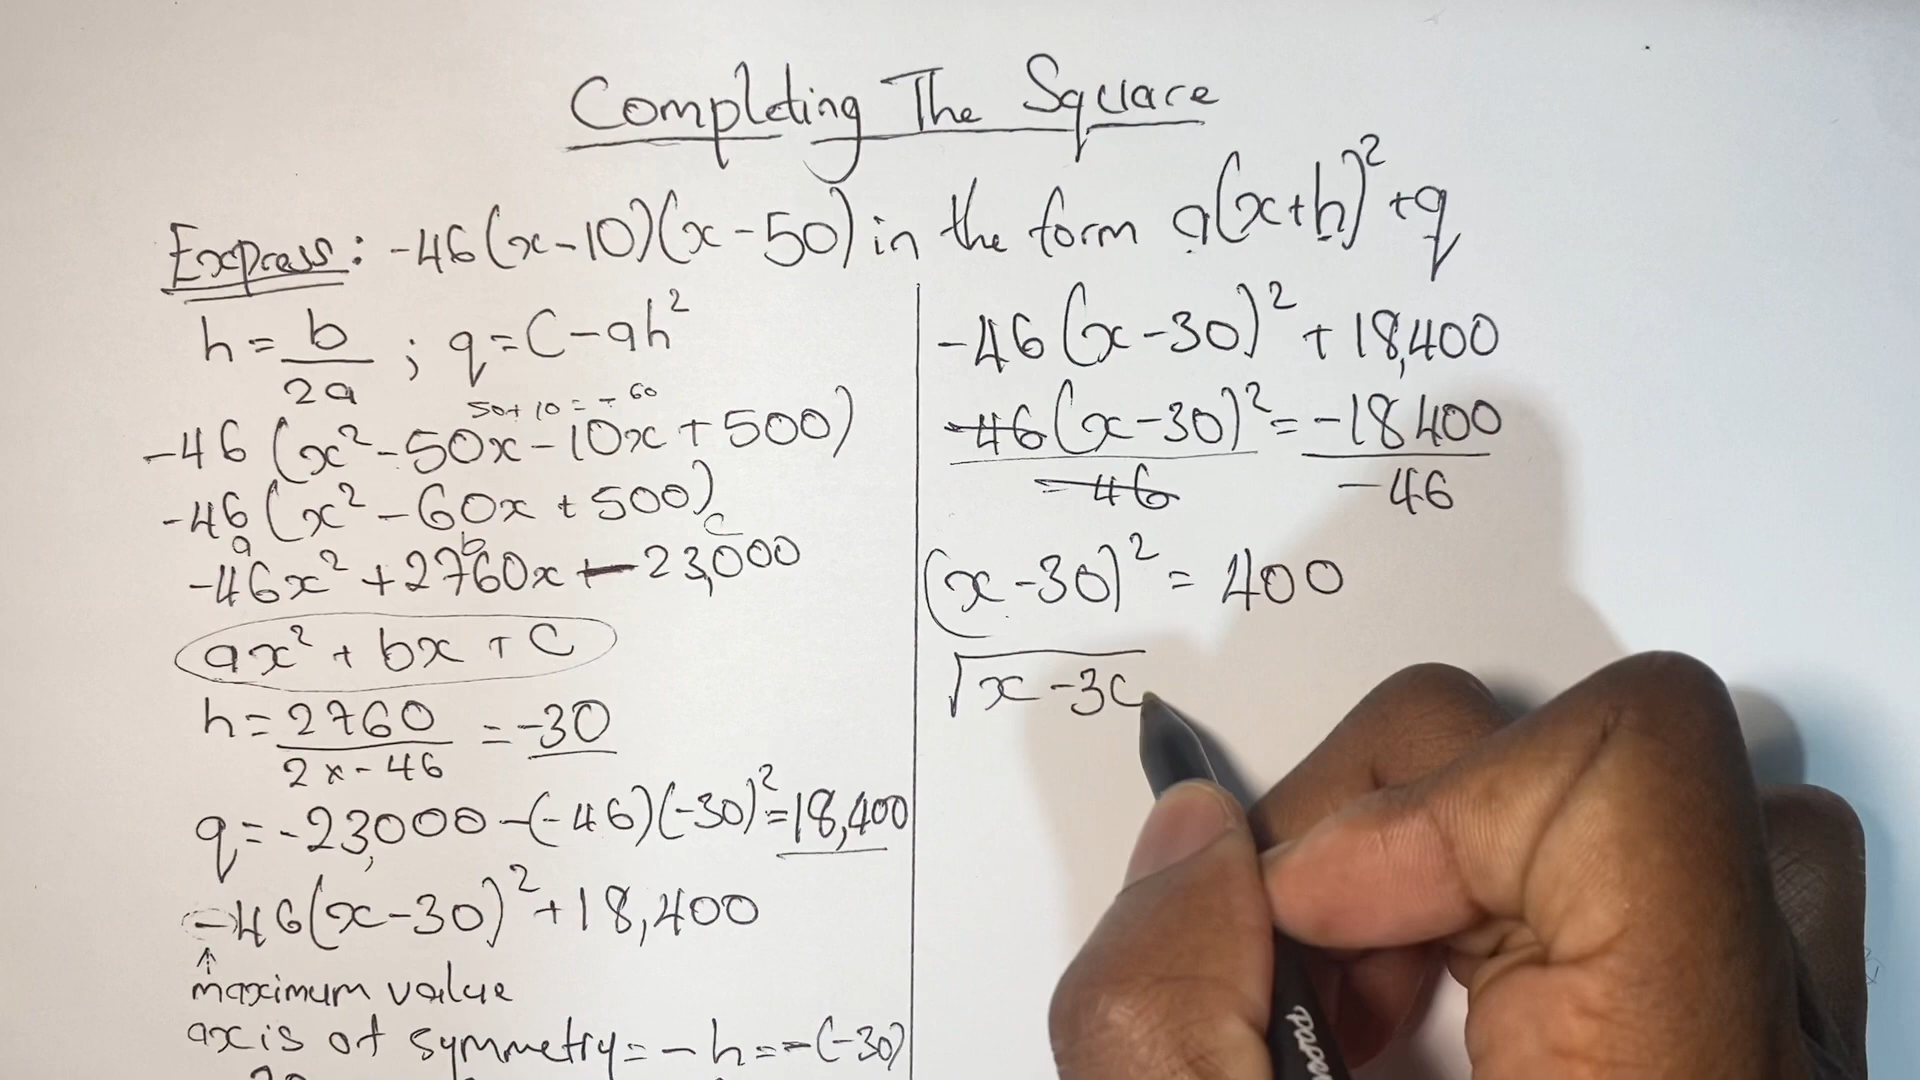 Completing The Square
Express: -46(x-10)(x-50) in the form a(x+h)²+q
h = b/2a ; q = C-ah²
50+10 = -60
-46 (x²-50x-10x+500)
-46 (x²-60x+500)
a b c
-46x²+2760x-23,000
ax²+bx+C
h = 2760/2x-46 = -30
q = -23,000-(-46)(-30)²=18,400
-46(x-30)²+18,400
↑
maximum value
axis of symmetry = -h = -(-30)
-46(x-30)²+18,400
-46(x-30)²/-46 = -18400/-46
(x-30)² = 400
√x-30